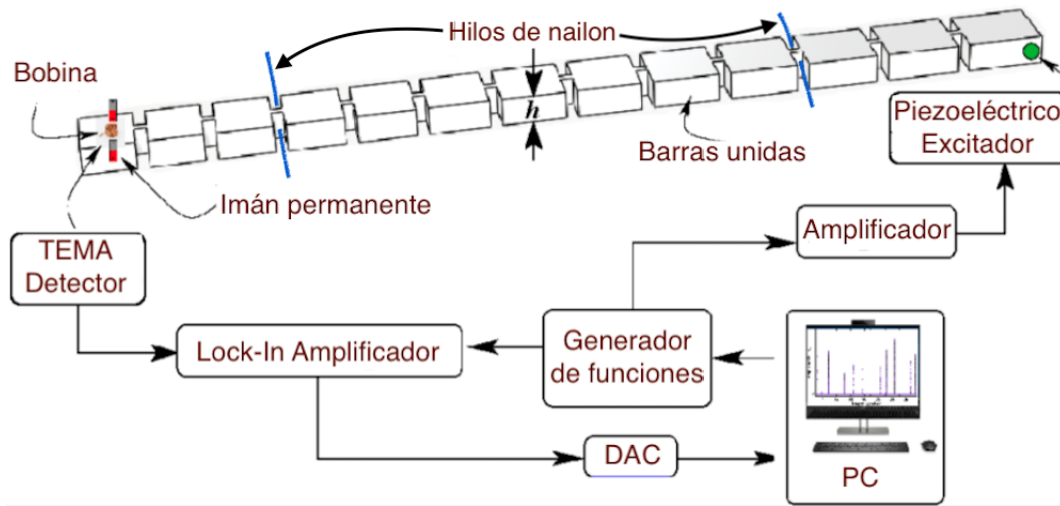 Hilos de nailon
Bobina
h
Piezoeléctrico
Excitador
Barras unidas
Imán permanente
TEMA
Detector
Amplificador
Lock-In Amplificador
Generador
de funciones
DAC
PC